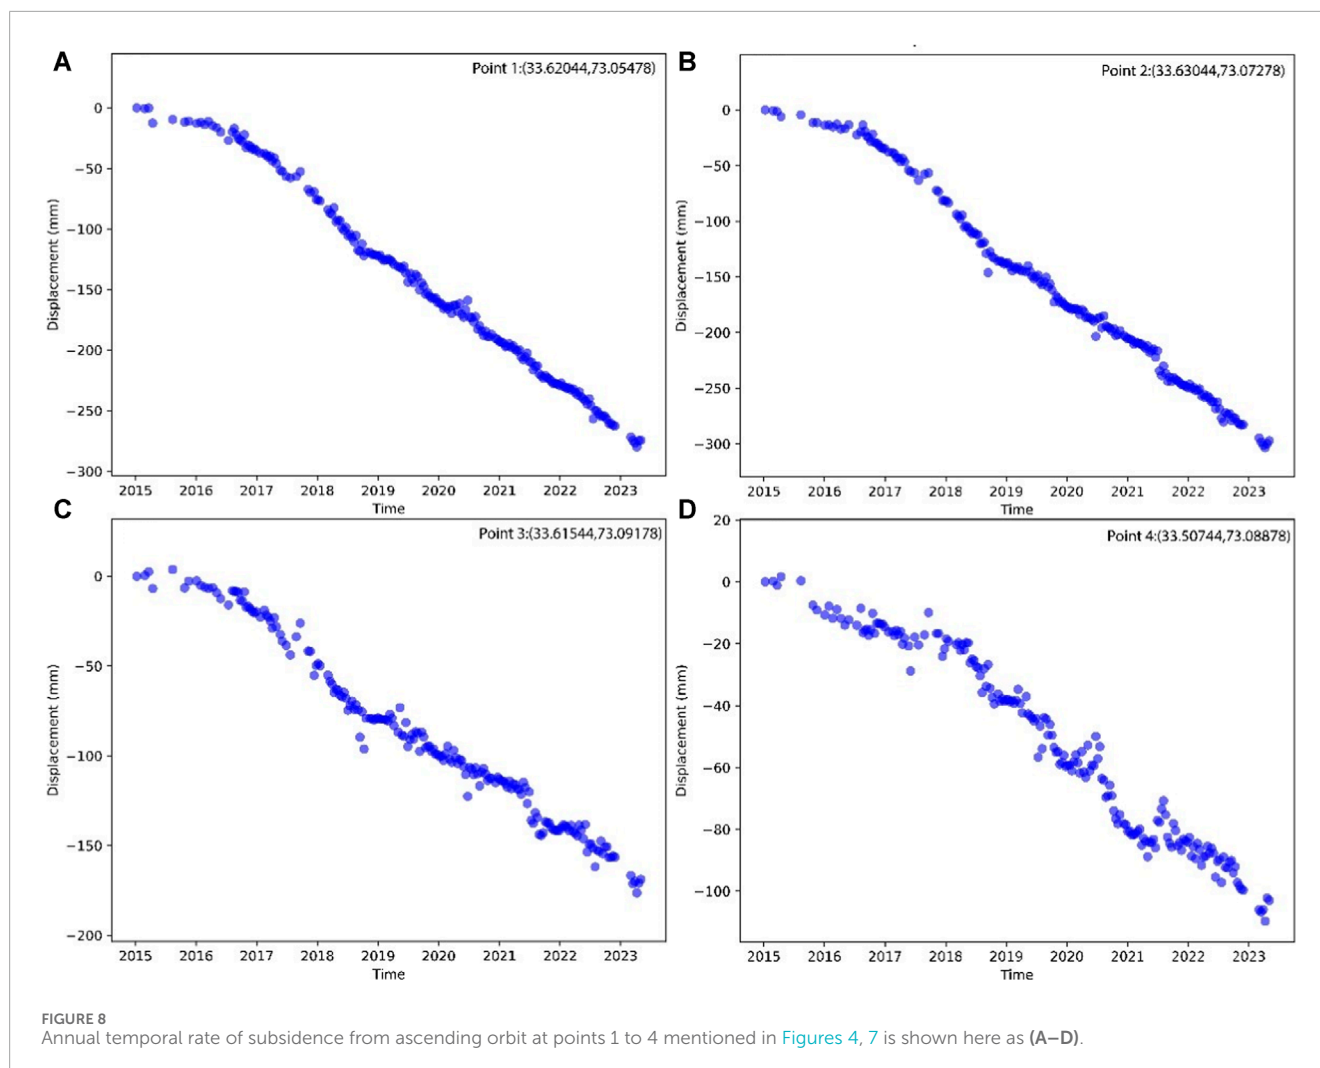 A
Point 1:(33.62044,73.05478)
0
−50
−100
−150
−200
−250
−300
Displacement (mm)
2015 2016 2017 2018 2019 2020 2021 2022 2023
Time
B
Point 2:(33.63044,73.07278)
0
−50
−100
−150
−200
−250
−300
Displacement (mm)
2015 2016 2017 2018 2019 2020 2021 2022 2023
Time
C
Point 3:(33.61544,73.09178)
0
−50
−100
−150
−200
Displacement (mm)
2015 2016 2017 2018 2019 2020 2021 2022 2023
Time
D
Point 4:(33.50744,73.08878)
20
0
−20
−40
−60
−80
−100
Displacement (mm)
2015 2016 2017 2018 2019 2020 2021 2022 2023
Time
FIGURE 8
Annual temporal rate of subsidence from ascending orbit at points 1 to 4 mentioned in Figures 4, 7 is shown here as (A–D).